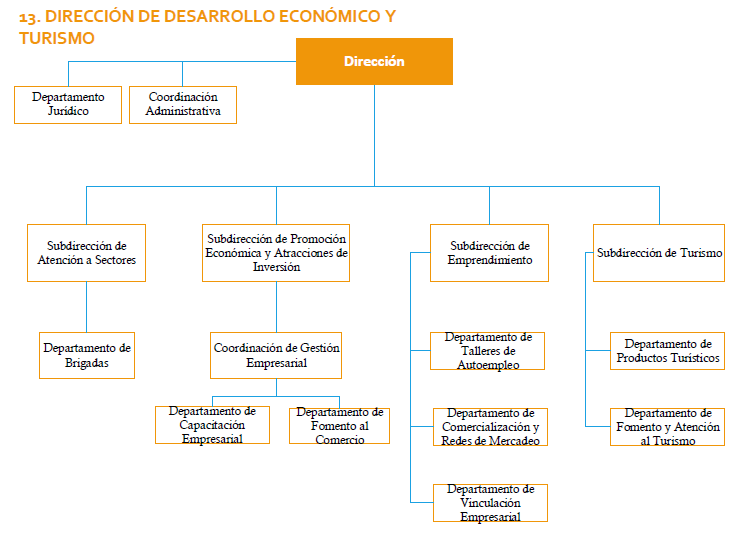 13. DIRECCIÓN DE DESARROLLO ECONÓMICO Y
TURISMO
Dirección
Departamento
Jurídico
Coordinación
Administrativa
Subdirección de
Atención a Sectores
Subdirección de Promoción
Económica y Atracciones de
Inversión
Subdirección de
Emprendimiento
Subdirección de Turismo
Departamento de
Brigadas
Coordinación de Gestión
Empresarial
Departamento de
Talleres de
Autoempleo
Departamento de
Productos Turísticos
Departamento de
Capacitación
Empresarial
Departamento de
Fomento al
Comercio
Departamento de
Comercialización y
Redes de Mercadeo
Departamento de
Fomento y Atención
al Turismo
Departamento de
Vinculación
Empresarial